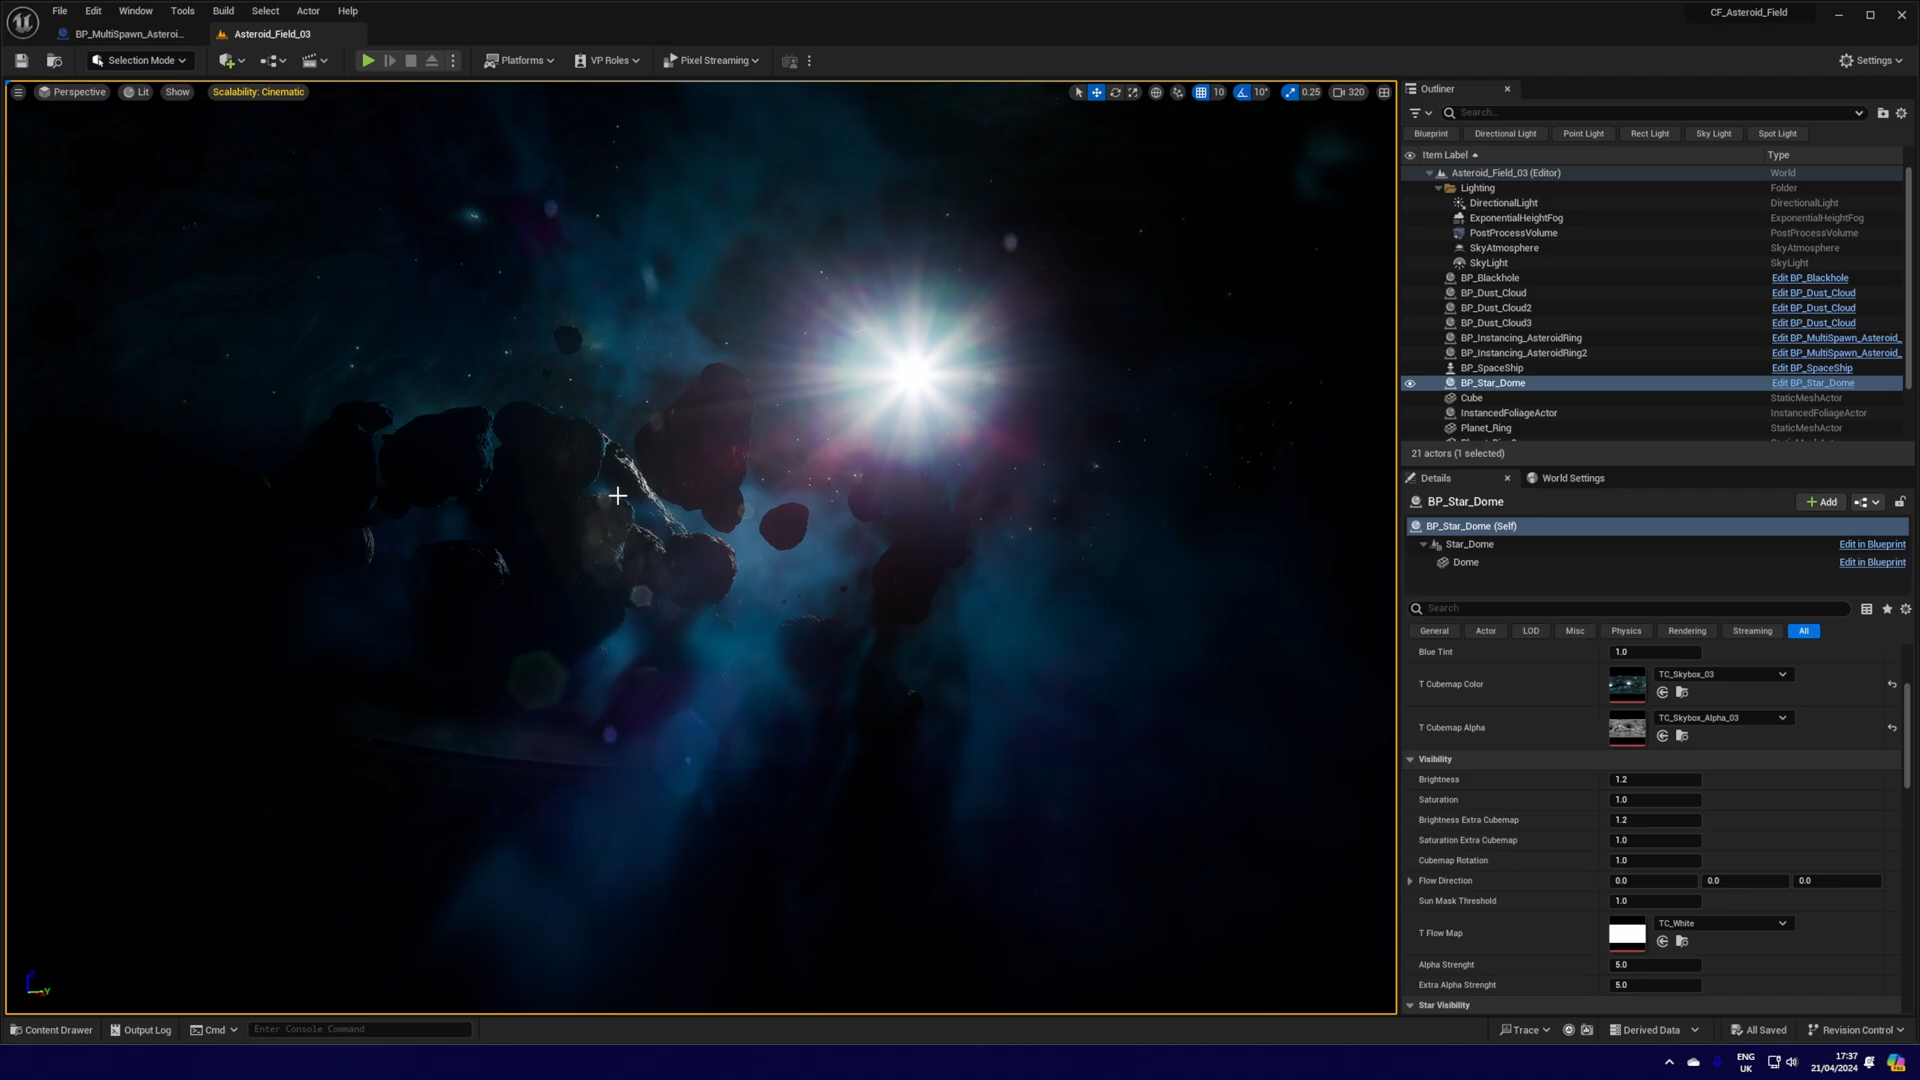 File Edit Window Tools Build Select Actor Help
CF_Asteroid_Field
BP_MultiSpawn_Asteroi...
Asteroid_Field_03
Selection Mode
Platforms
VP Roles
Pixel Streaming
Settings
Perspective
Lit
Show
Scalability: Cinematic
10
10°
0.25
320
Outliner
Search...
Blueprint
Directional Light
Point Light
Rect Light
Sky Light
Spot Light
Item Label
Type
Asteroid_Field_03 (Editor) World
Lighting Folder
DirectionalLight DirectionalLight
ExponentialHeightFog ExponentialHeightFog
PostProcessVolume PostProcessVolume
SkyAtmosphere SkyAtmosphere
SkyLight SkyLight
BP_Blackhole Edit BP_Blackhole
BP_Dust_Cloud Edit BP_Dust_Cloud
BP_Dust_Cloud2 Edit BP_Dust_Cloud
BP_Dust_Cloud3 Edit BP_Dust_Cloud
BP_Instancing_AsteroidRing Edit BP_MultiSpawn_Asteroid_
BP_Instancing_AsteroidRing2 Edit BP_MultiSpawn_Asteroid_
BP_SpaceShip Edit BP_SpaceShip
BP_Star_Dome Edit BP_Star_Dome
Cube StaticMeshActor
InstancedFoliageActor InstancedFoliageActor
Planet_Ring StaticMeshActor
21 actors (1 selected)
Details
World Settings
BP_Star_Dome
Add
BP_Star_Dome (Self)
Star_Dome Edit in Blueprint
Dome Edit in Blueprint
Search
General
Actor
LOD
Misc
Physics
Rendering
Streaming
All
Blue Tint 1.0
T Cubemap Color TC_Skybox_03
T Cubemap Alpha TC_Skybox_Alpha_03
Visibility
Brightness 1.2
Saturation 1.0
Brightness Extra Cubemap 1.2
Saturation Extra Cubemap 1.0
Cubemap Rotation 1.0
Flow Direction 0.0 0.0 0.0
Sun Mask Threshold 1.0
T Flow Map TC_White
Alpha Strenght 5.0
Extra Alpha Strenght 5.0
Star Visibility
Content Drawer
Output Log
Cmd
Enter Console Command
Trace
Derived Data
All Saved
Revision Control
ENG
UK
17:37
21/04/2024